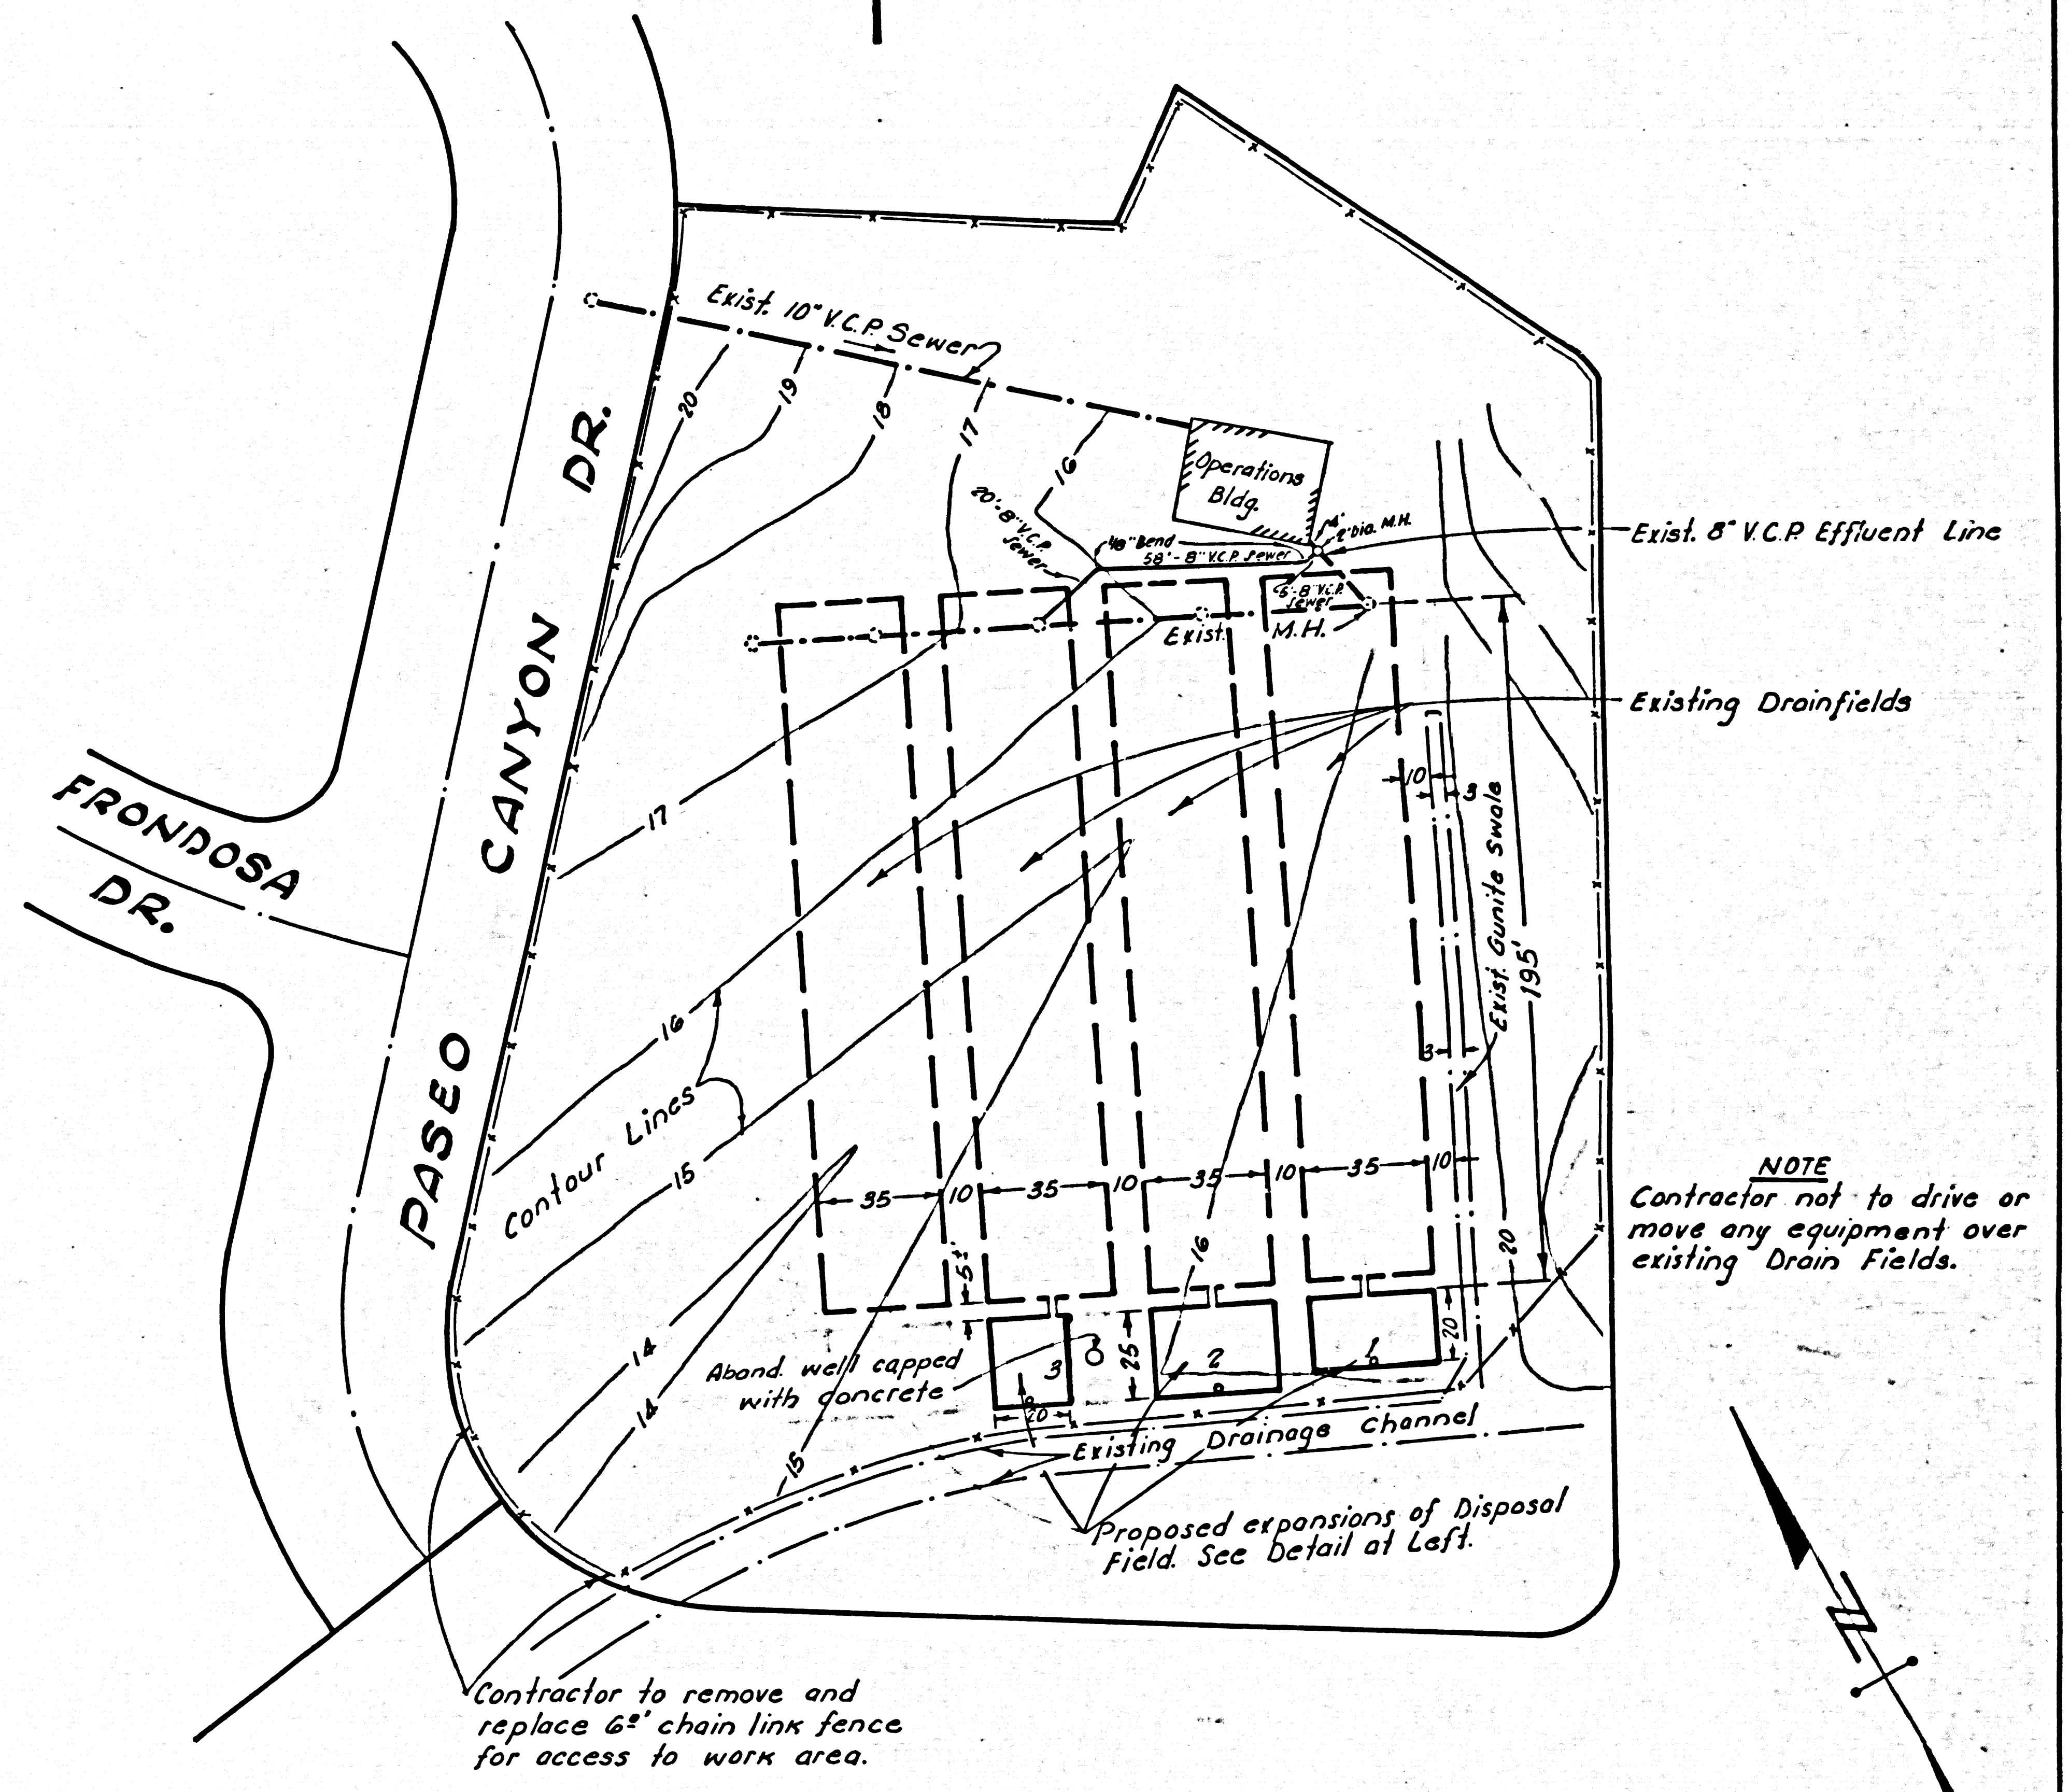 Exist. 10" V.C.P. Sewer
20
19
18
17
16
Operations
Bldg.
20'-8" V.C.P.
Sewer
1/8" Bend
58'-8" V.C.P. Sewer
4'
2' Dia. M.H.
Exist. 8" V.C.P. Effluent Line
5'-8" V.C.P.
Sewer
Exist.
M.H.
Existing Drainfields
PASEO CANYON DR.
FRONDOSA
DR.
17
10
3
Exist. Gunite Swale
195'
16
3
Contour Lines
15
35
10
35
10
35
10
35
10
NOTE
Contractor not to drive or
move any equipment over
existing Drain Fields.
5±'
16
20
14
14
Aband. well capped
with concrete
3
25
2
20
20
15
Existing Drainage Channel
Proposed expansions of Disposal
Field. See Detail at Left.
Contractor to remove and
replace 6º' chain link fence
for access to work area.
N